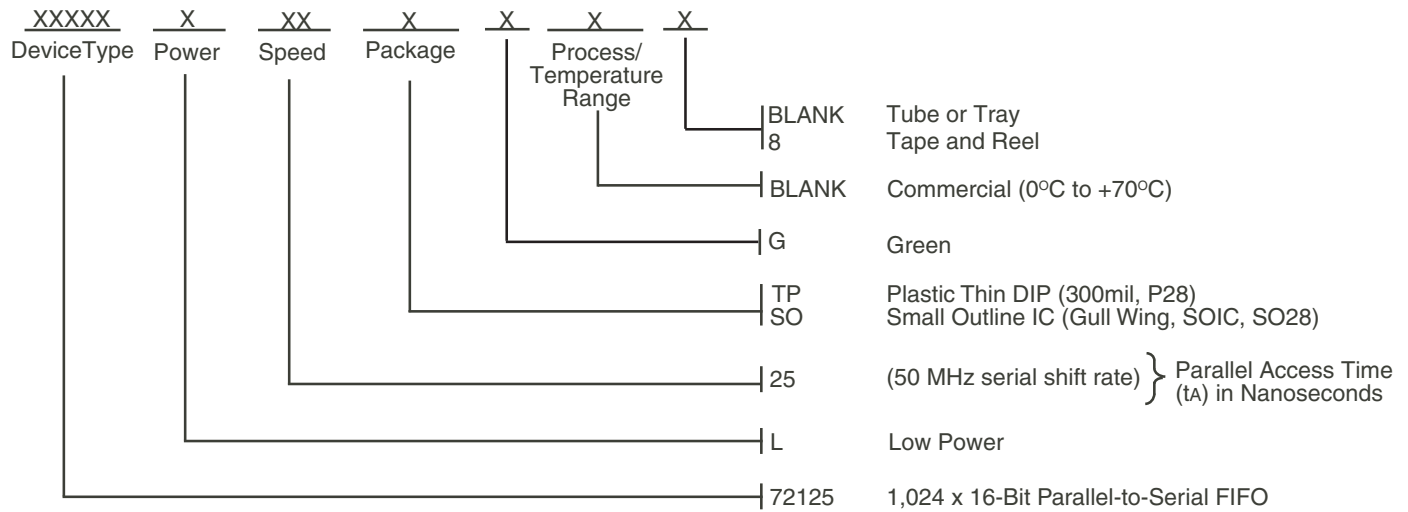 XXXXX X XX X X X X
DeviceType Power Speed Package Process/
Temperature
Range
BLANK Tube or Tray
8 Tape and Reel
BLANK Commercial (0°C to +70°C)
G Green
TP Plastic Thin DIP (300mil, P28)
SO Small Outline IC (Gull Wing, SOIC, SO28)
25 (50 MHz serial shift rate) } Parallel Access Time
(tA) in Nanoseconds
L Low Power
72125 1,024 x 16-Bit Parallel-to-Serial FIFO